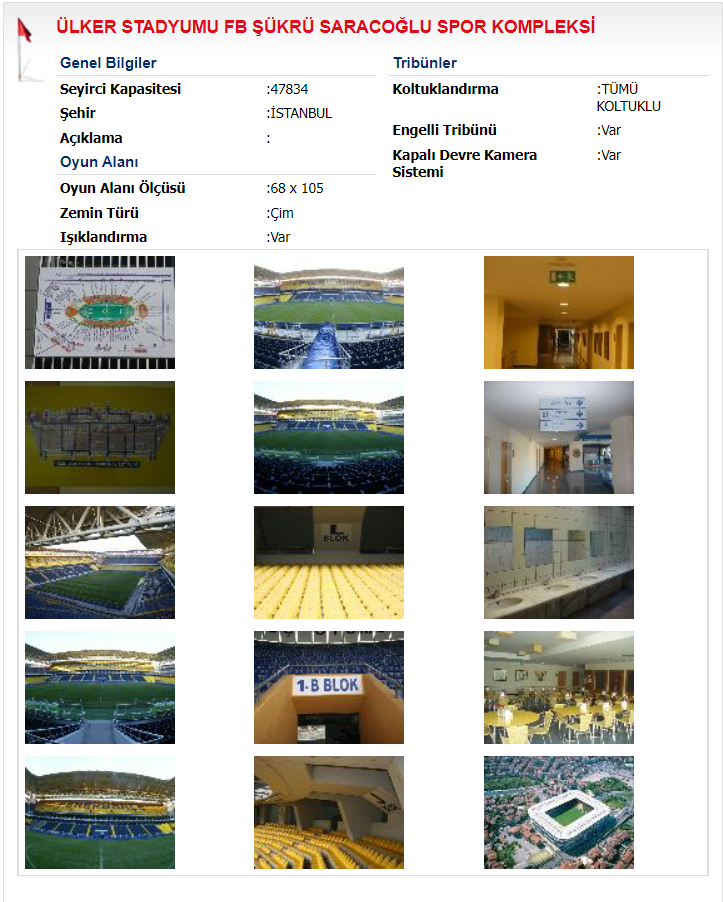 ÜLKER STADYUMU FB ŞÜKRÜ SARACOĞLU SPOR KOMPLEKSİ
Genel Bilgiler
Seyirci Kapasitesi :47834
Şehir :İSTANBUL
Açıklama :
Oyun Alanı
Oyun Alanı Ölçüsü :68 x 105
Zemin Türü :Çim
Işıklandırma :Var
Tribünler
Koltuklandırma :TÜMÜ
KOLTUKLU
Engelli Tribünü :Var
Kapalı Devre Kamera :Var
Sistemi
L
BLOK
1-B BLOK